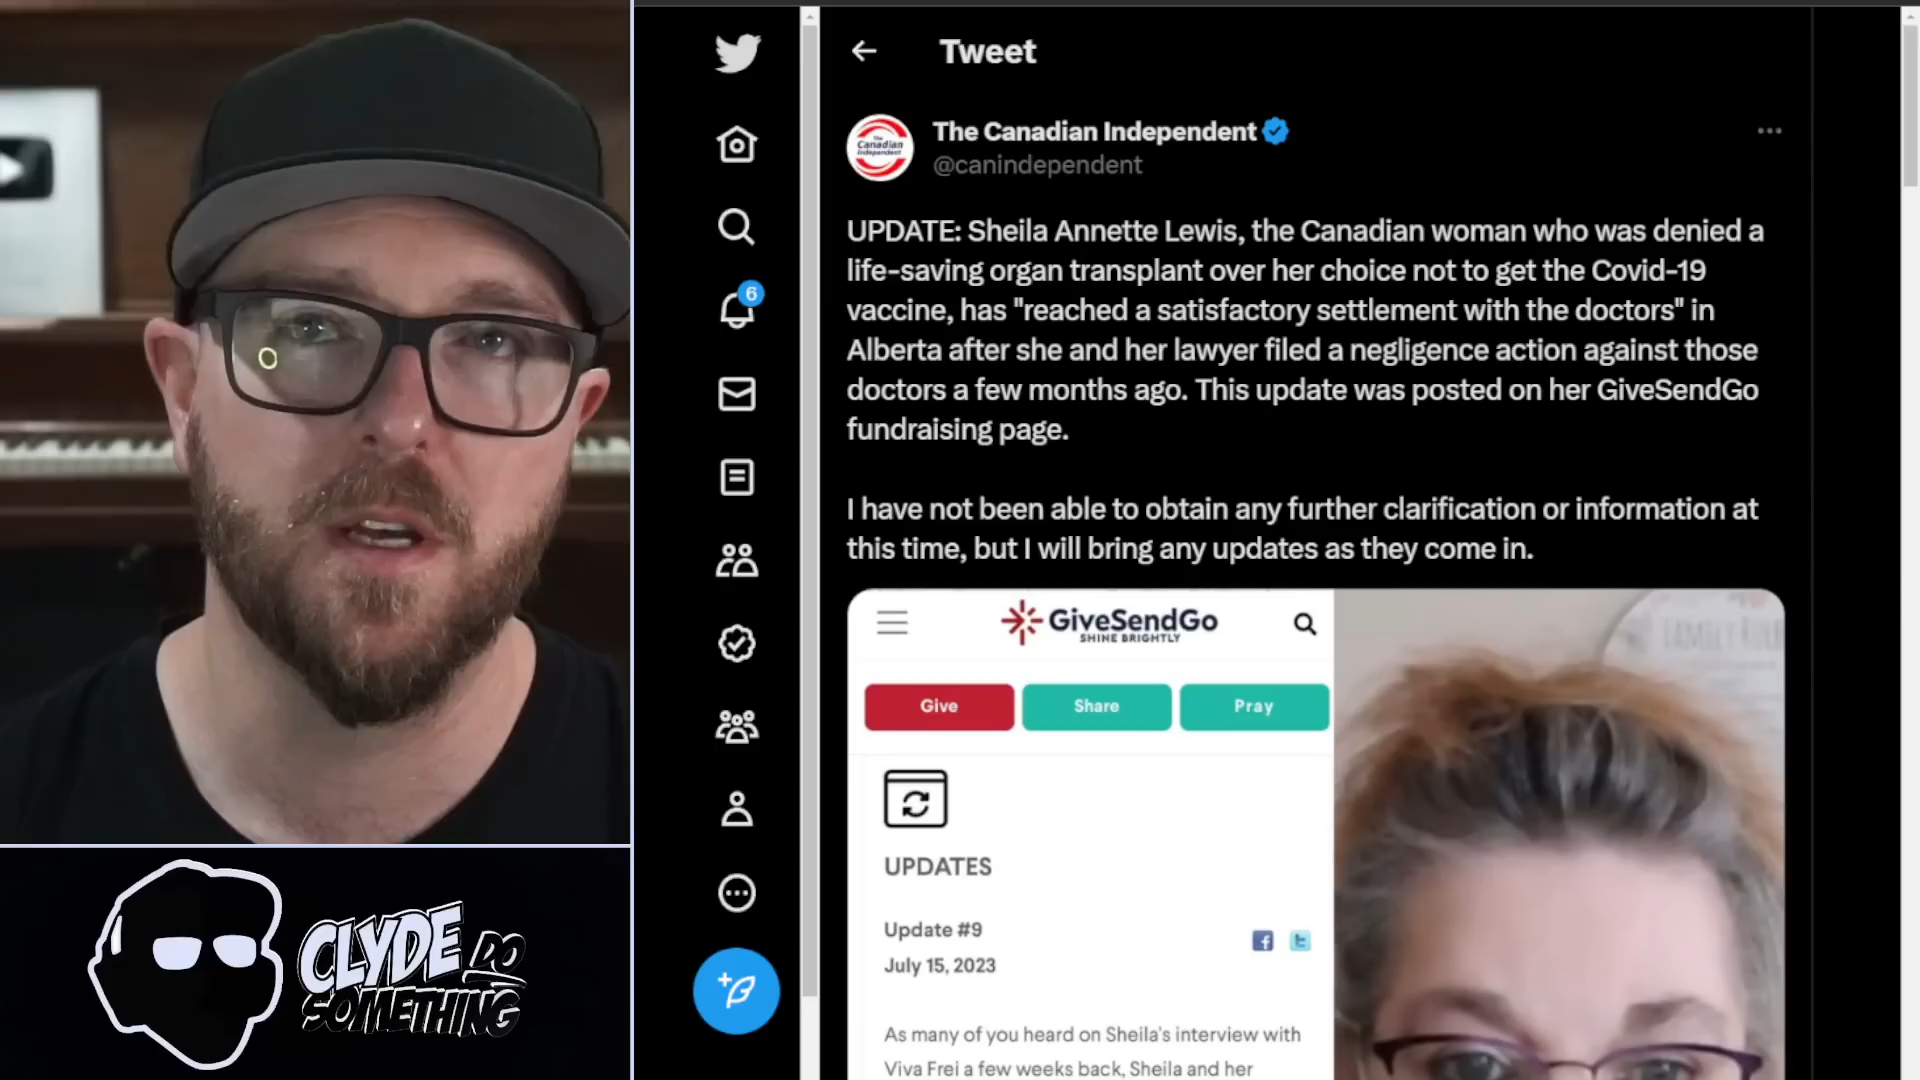 Tweet
The Canadian Independent
@canindependent
The
Canadian
Independent
UPDATE: Sheila Annette Lewis, the Canadian woman who was denied a
life-saving organ transplant over her choice not to get the Covid-19
vaccine, has "reached a satisfactory settlement with the doctors" in
Alberta after she and her lawyer filed a negligence action against those
doctors a few months ago. This update was posted on her GiveSendGo
fundraising page.
I have not been able to obtain any further clarification or information at
this time, but I will bring any updates as they come in.
6
GiveSendGo
SHINE BRIGHTLY
Give
Share
Pray
UPDATES
Update #9
July 15, 2023
As many of you heard on Sheila's interview with
Viva Frei a few weeks back, Sheila and her
CLYDE DO
SOMETHING